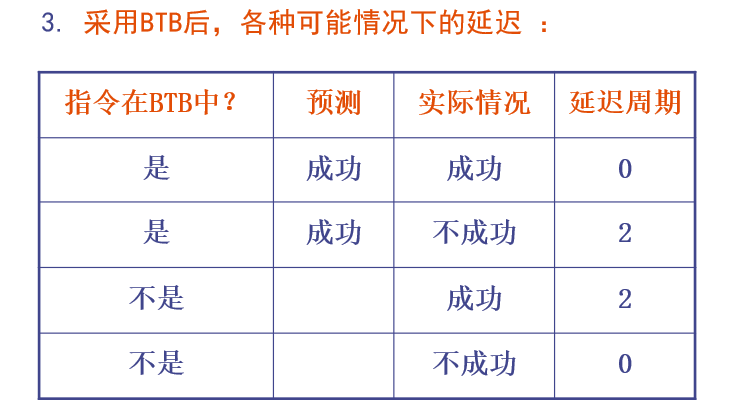 3. 采用BTB后，各种可能情况下的延迟 ：
指令在BTB中？ 预测 实际情况 延迟周期
是 成功 成功 0
是 成功 不成功 2
不是 成功 2
不是 不成功 0